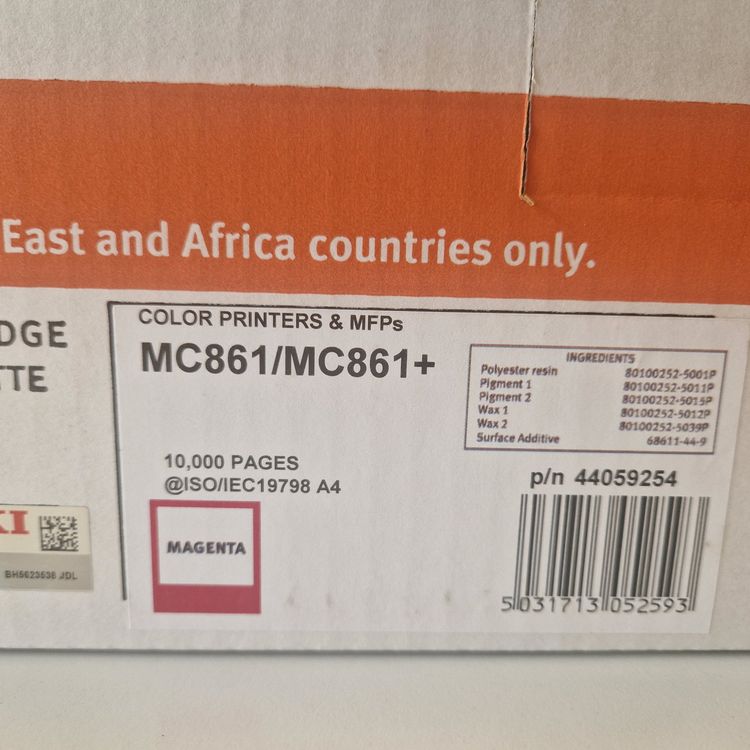 East and Africa countries only.
DGE
TTE
COLOR PRINTERS & MFPs
MC861/MC861+
INGREDIENTS
Polyester resin 80100252-5001P
Pigment 1 80100252-5011P
Pigment 2 80100252-5015P
Wax 1 80100252-5012P
Wax 2 80100252-5039P
Surface Additive 68611-44-9
10,000 PAGES
@ISO/IEC19798 A4
p/n 44059254
MAGENTA
KI
BH5623536 JDL
5 031713 052593